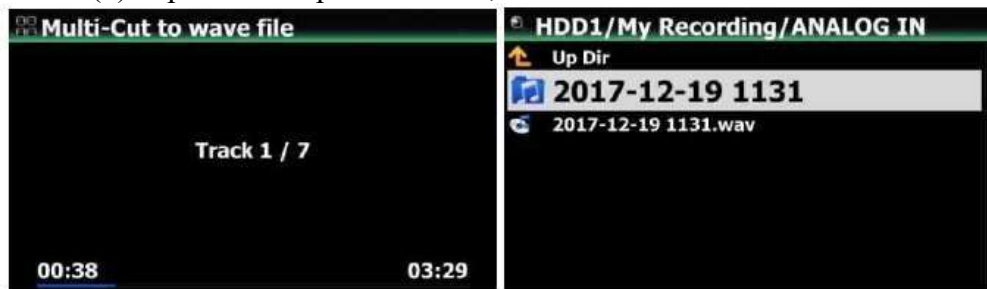 Multi-Cut to wave file
Track 1 / 7
00:38 03:29
HDD1/My Recording/ANALOG IN
Up Dir
2017-12-19 1131
2017-12-19 1131.wav